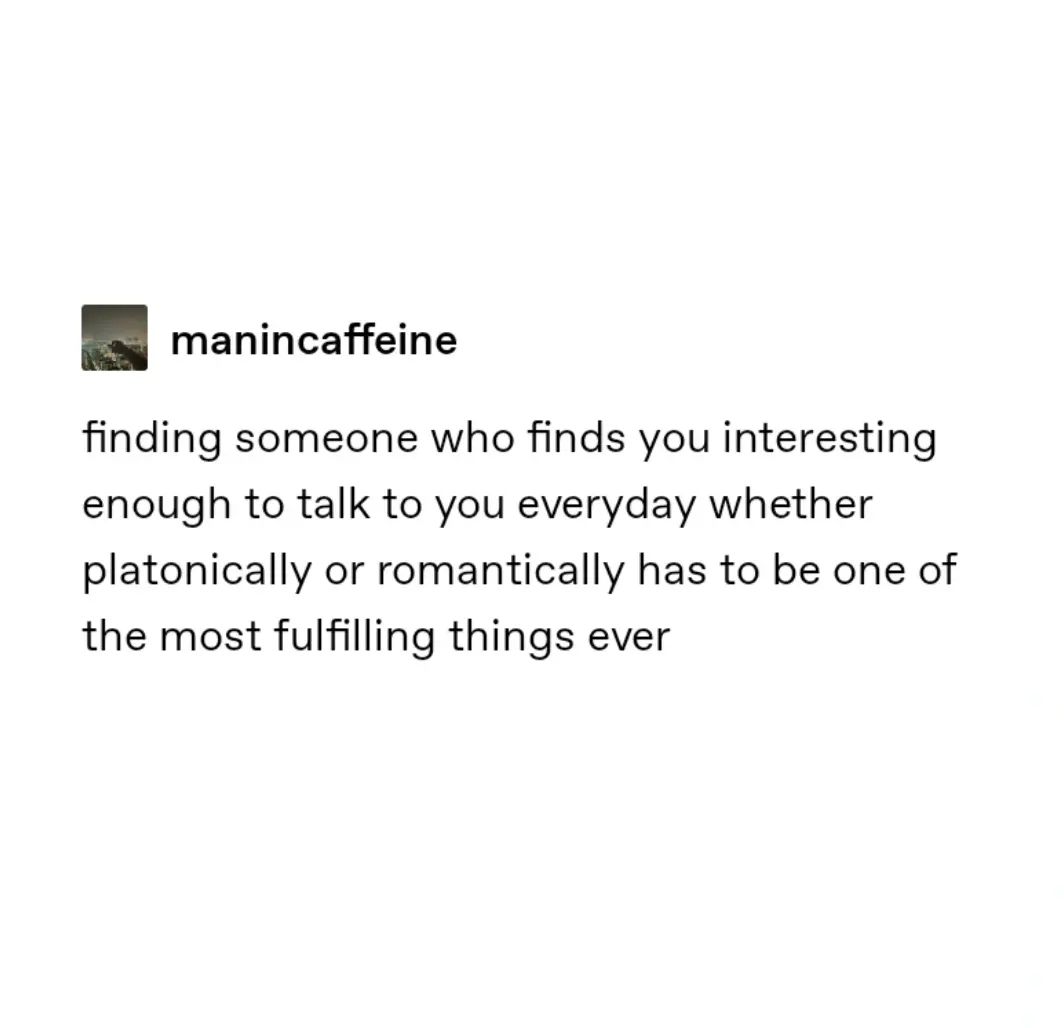 manincaffeine
finding someone who finds you interesting
enough to talk to you everyday whether
platonically or romantically has to be one of
the most fulfilling things ever